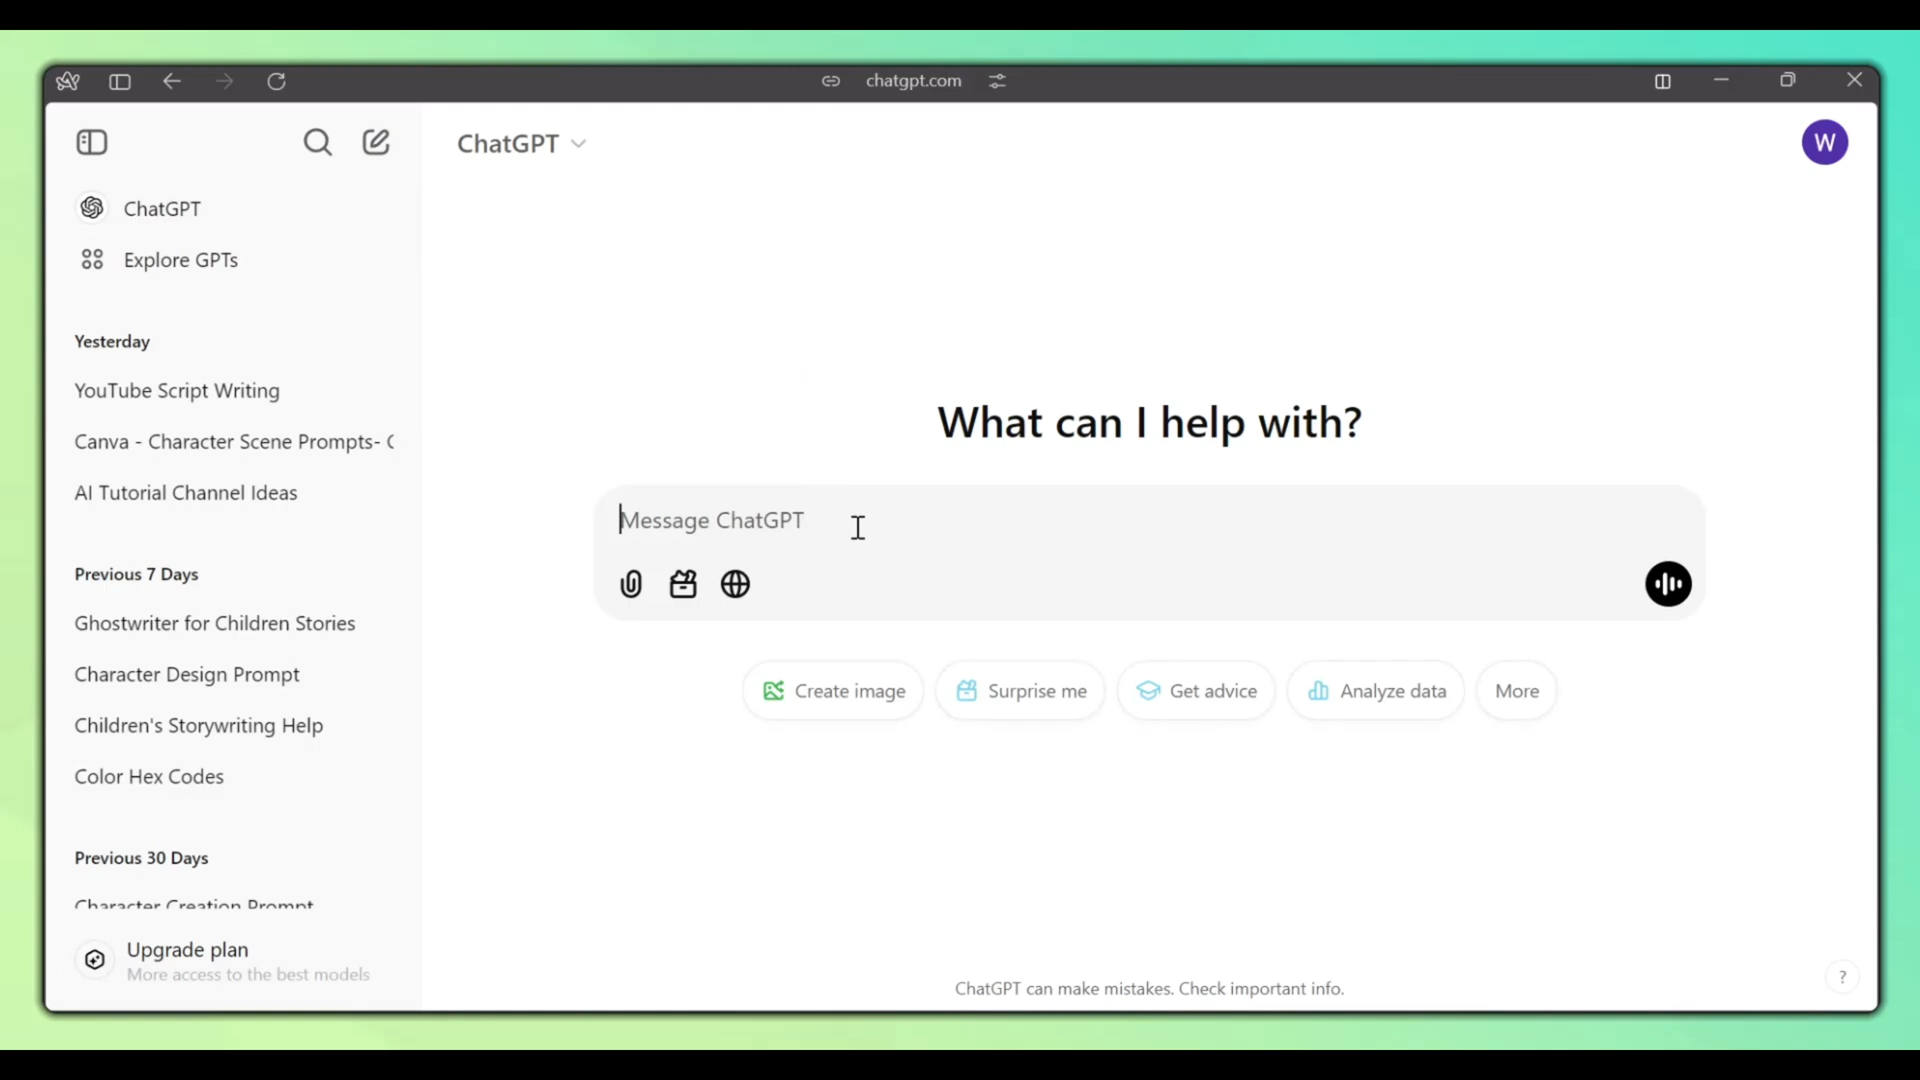 chatgpt.com
ChatGPT
W
ChatGPT
Explore GPTs
Yesterday
YouTube Script Writing
Canva - Character Scene Prompts- C
AI Tutorial Channel Ideas
Previous 7 Days
Ghostwriter for Children Stories
Character Design Prompt
Children's Storywriting Help
Color Hex Codes
Previous 30 Days
Character Creation Prompt
Upgrade plan
More access to the best models
What can I help with?
Message ChatGPT
Create image
Surprise me
Get advice
Analyze data
More
ChatGPT can make mistakes. Check important info.
?